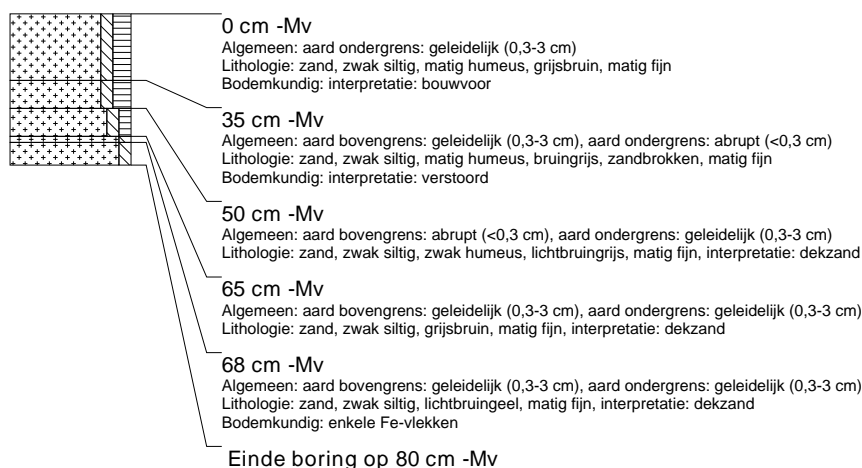 0 cm -Mv
Algemeen: aard ondergrens: geleidelijk (0,3-3 cm)
Lithologie: zand, zwak siltig, matig humeus, grijsbruin, matig fijn
Bodemkundig: interpretatie: bouwvoor
35 cm -Mv
Algemeen: aard bovengrens: geleidelijk (0,3-3 cm), aard ondergrens: abrupt (<0,3 cm)
Lithologie: zand, zwak siltig, matig humeus, bruingrijs, zandbrokken, matig fijn
Bodemkundig: interpretatie: verstoord
50 cm -Mv
Algemeen: aard bovengrens: abrupt (<0,3 cm), aard ondergrens: geleidelijk (0,3-3 cm)
Lithologie: zand, zwak siltig, zwak humeus, lichtbruingrijs, matig fijn, interpretatie: dekzand
65 cm -Mv
Algemeen: aard bovengrens: geleidelijk (0,3-3 cm), aard ondergrens: geleidelijk (0,3-3 cm)
Lithologie: zand, zwak siltig, grijsbruin, matig fijn, interpretatie: dekzand
68 cm -Mv
Algemeen: aard bovengrens: geleidelijk (0,3-3 cm), aard ondergrens: geleidelijk (0,3-3 cm)
Lithologie: zand, zwak siltig, lichtbruingeel, matig fijn, interpretatie: dekzand
Bodemkundig: enkele Fe-vlekken
Einde boring op 80 cm -Mv